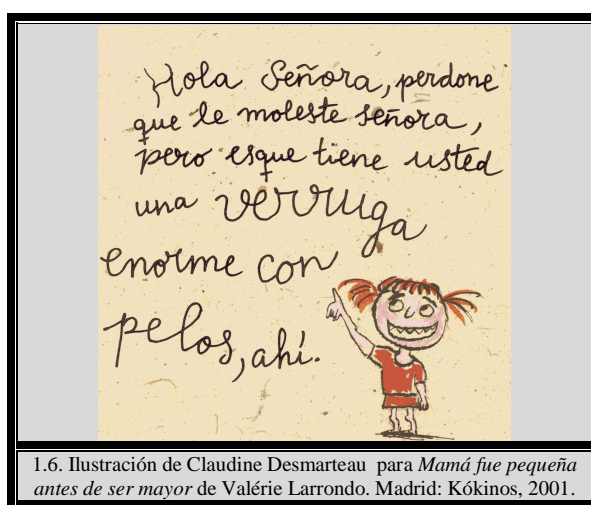 Hola Señora, perdone
que le moleste señora,
pero esque tiene usted
una verruga
enorme con
pelos, ahí.
1.6. Ilustración de Claudine Desmarteau para Mamá fue pequeña
antes de ser mayor de Valérie Larrondo. Madrid: Kókinos, 2001.